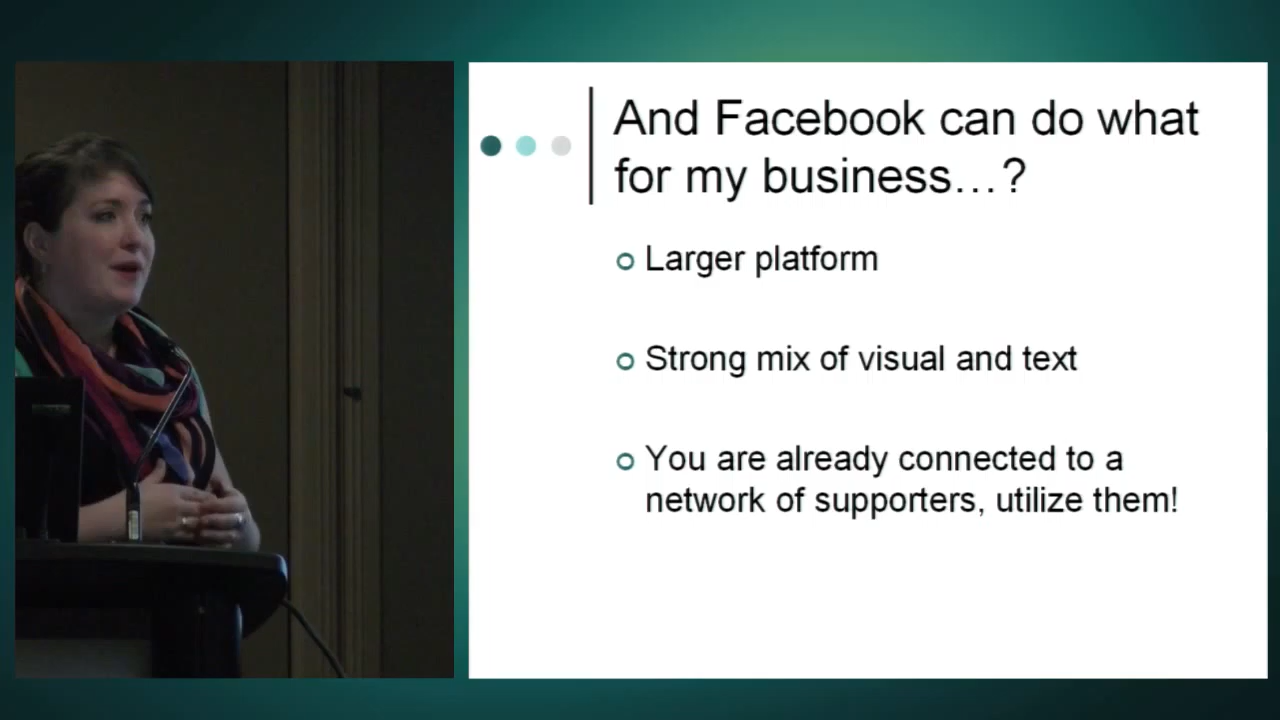 And Facebook can do what
for my business...?
Larger platform
Strong mix of visual and text
You are already connected to a
network of supporters, utilize them!